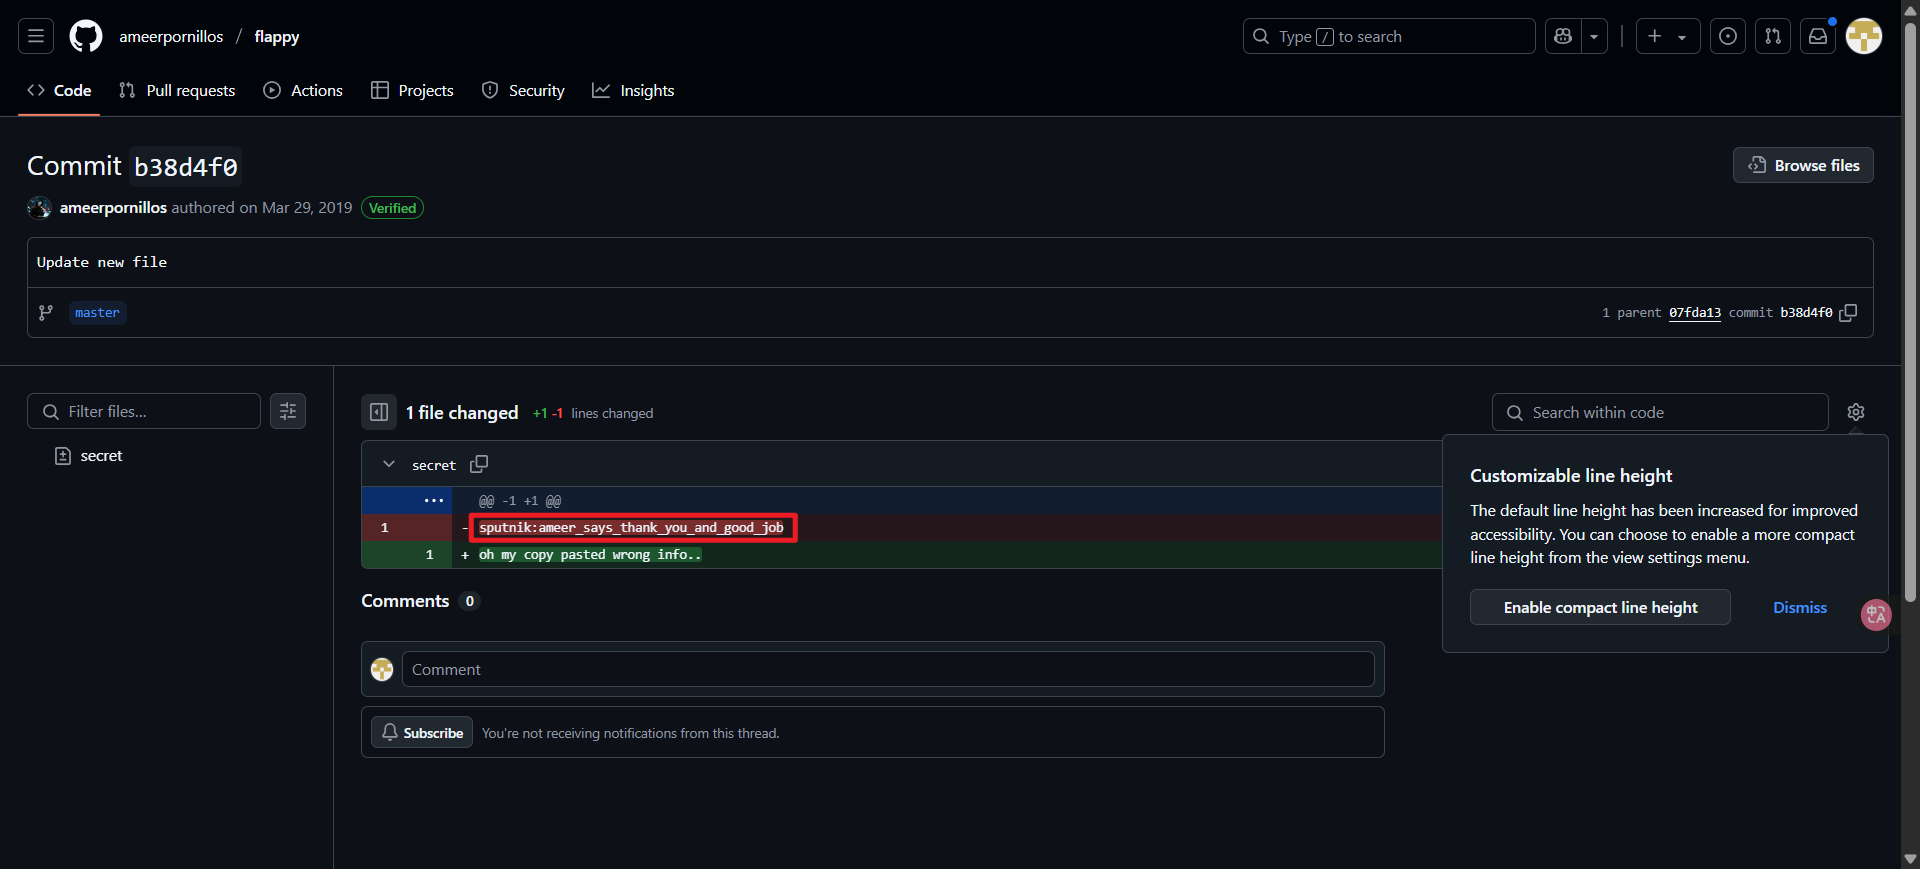 ameerpornillos / flappy
Type / to search
Code
Pull requests
Actions
Projects
Security
Insights
Commit b38d4f0
Browse files
ameerpornillos authored on Mar 29, 2019 Verified
Update new file
master
1 parent 07fda13 commit b38d4f0
Filter files...
secret
1 file changed +1 -1 lines changed
Search within code
secret
@@ -1 +1 @@
1 - sputnik:ameer_says_thank_you_and_good_job
1 + oh my copy pasted wrong info..
Customizable line height
The default line height has been increased for improved
accessibility. You can choose to enable a more compact
line height from the view settings menu.
Enable compact line height
Dismiss
中A
Comments 0
Comment
Subscribe You're not receiving notifications from this thread.